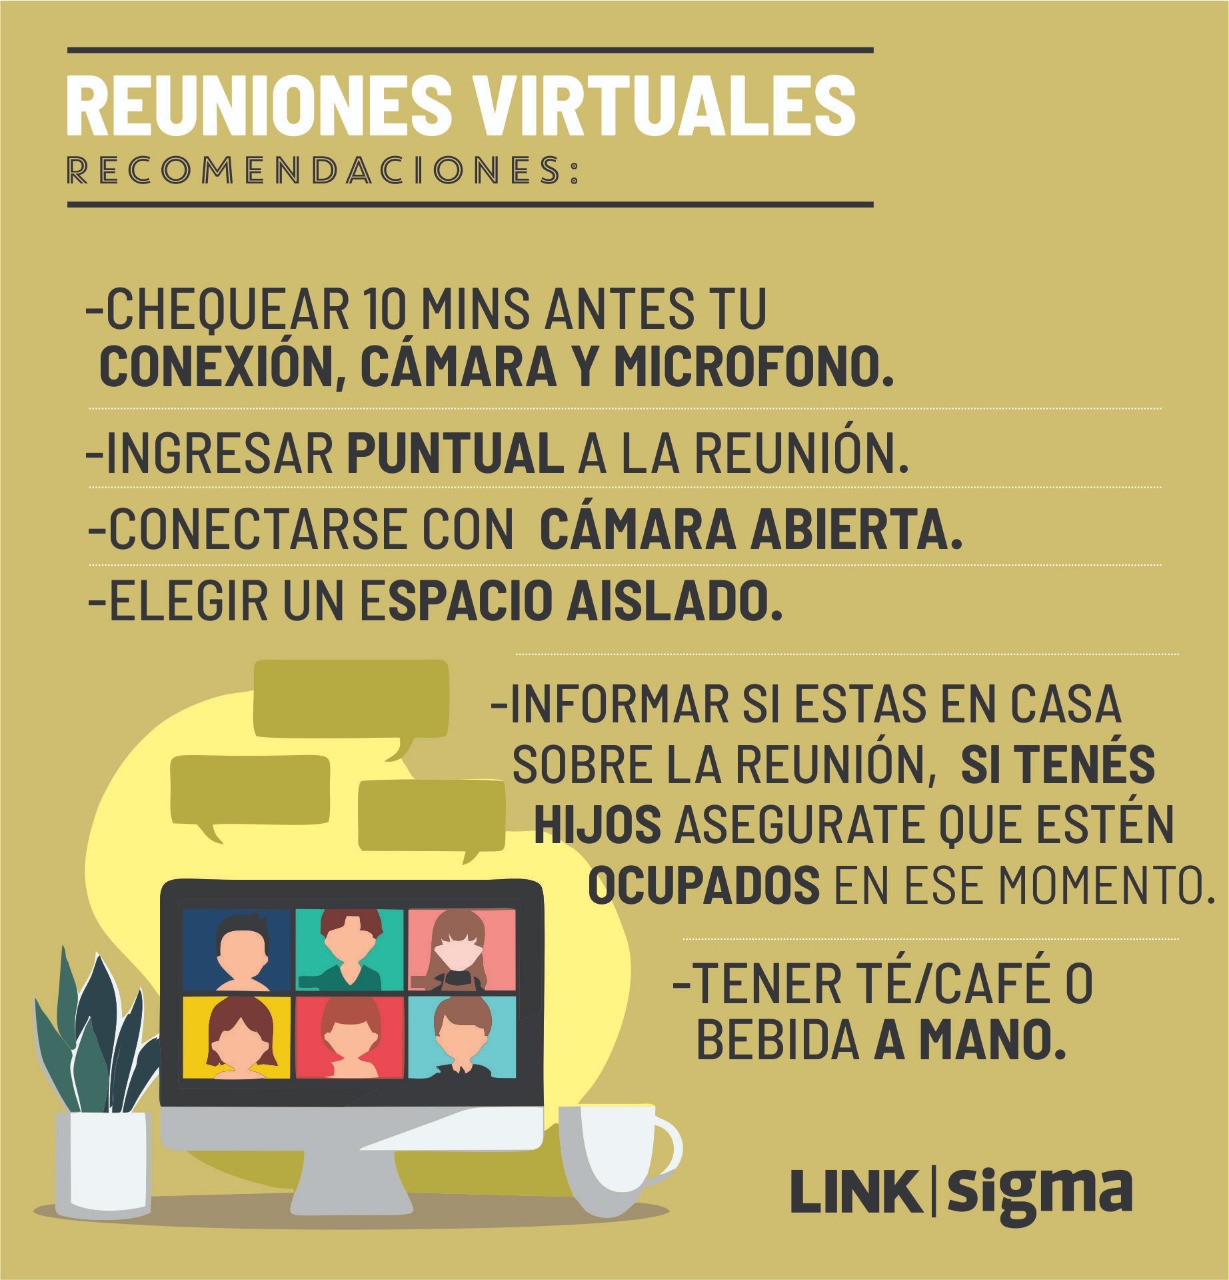 REUNIONES VIRTUALES
RECOMENDACIONES:
-CHEQUEAR 10 MINS ANTES TU
CONEXIÓN, CÁMARA Y MICROFONO.
-INGRESAR PUNTUAL A LA REUNIÓN.
-CONECTARSE CON CÁMARA ABIERTA.
-ELEGIR UN ESPACIO AISLADO.
-INFORMAR SI ESTAS EN CASA
SOBRE LA REUNIÓN, SI TENÉS
HIJOS ASEGURATE QUE ESTÉN
OCUPADOS EN ESE MOMENTO.
-TENER TÉ/CAFÉ O
BEBIDA A MANO.
LINK|sigma